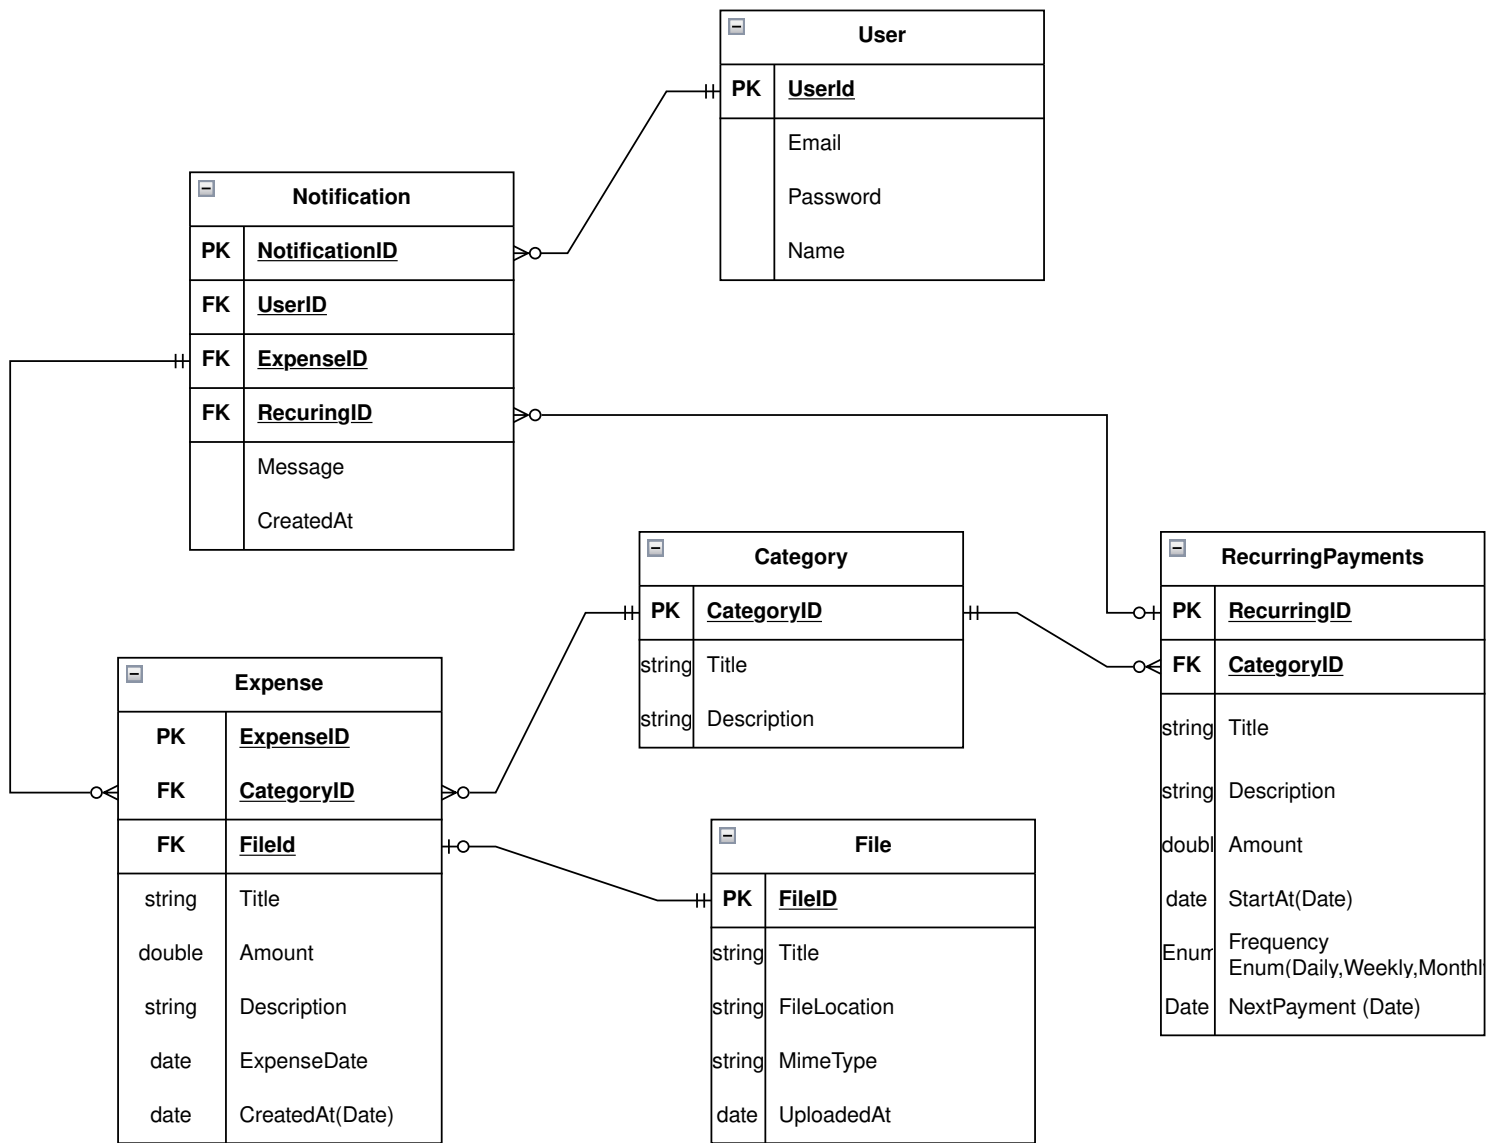 User
PK UserId
Email
Password
Name
Notification
PK NotificationID
FK UserID
FK ExpenseID
FK RecuringID
Message
CreatedAt
Category
PK CategoryID
string Title
string Description
RecurringPayments
PK RecurringID
FK CategoryID
string Title
string Description
doubl Amount
date StartAt(Date)
Enum Frequency
Enum(Daily,Weekly,Monthl
Date NextPayment (Date)
Expense
PK ExpenseID
FK CategoryID
FK FileId
string Title
double Amount
string Description
date ExpenseDate
date CreatedAt(Date)
File
PK FileID
string Title
string FileLocation
string MimeType
date UploadedAt